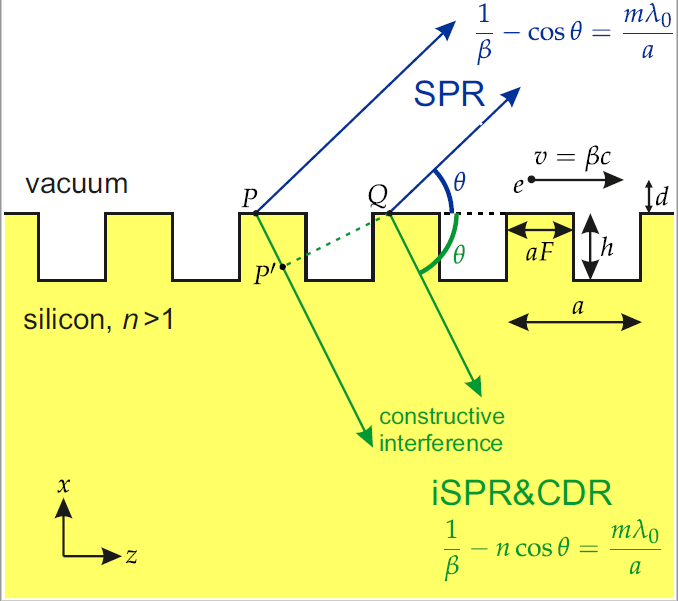 1/β − cos θ = mλ₀/a
SPR
v = βc
vacuum
P
Q
θ
e
d
aF
h
P′
θ
silicon, n >1
a
constructive
interference
iSPR&CDR
x
z
1/β − n cos θ = mλ₀/a